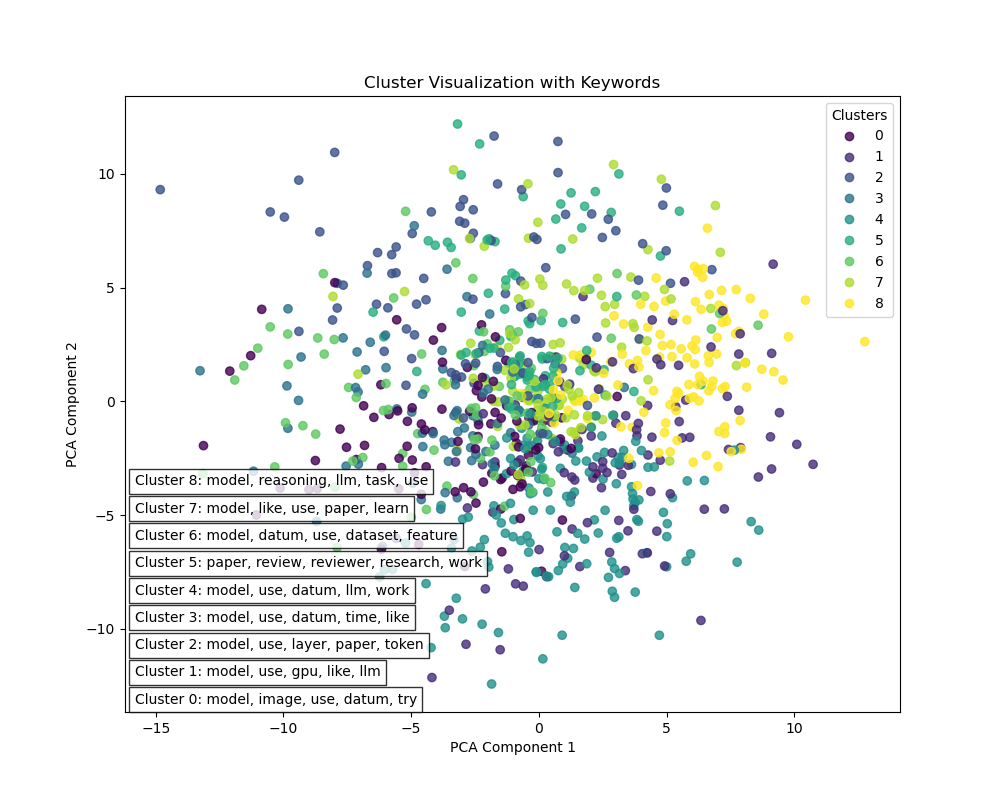 Cluster Visualization with Keywords
Clusters
0
1
2
3
4
5
6
7
8
10
5
0
−5
−10
PCA Component 2
Cluster 8: model, reasoning, llm, task, use
Cluster 7: model, like, use, paper, learn
Cluster 6: model, datum, use, dataset, feature
Cluster 5: paper, review, reviewer, research, work
Cluster 4: model, use, datum, llm, work
Cluster 3: model, use, datum, time, like
Cluster 2: model, use, layer, paper, token
Cluster 1: model, use, gpu, like, llm
Cluster 0: model, image, use, datum, try
−15
−10
−5
0
5
10
PCA Component 1